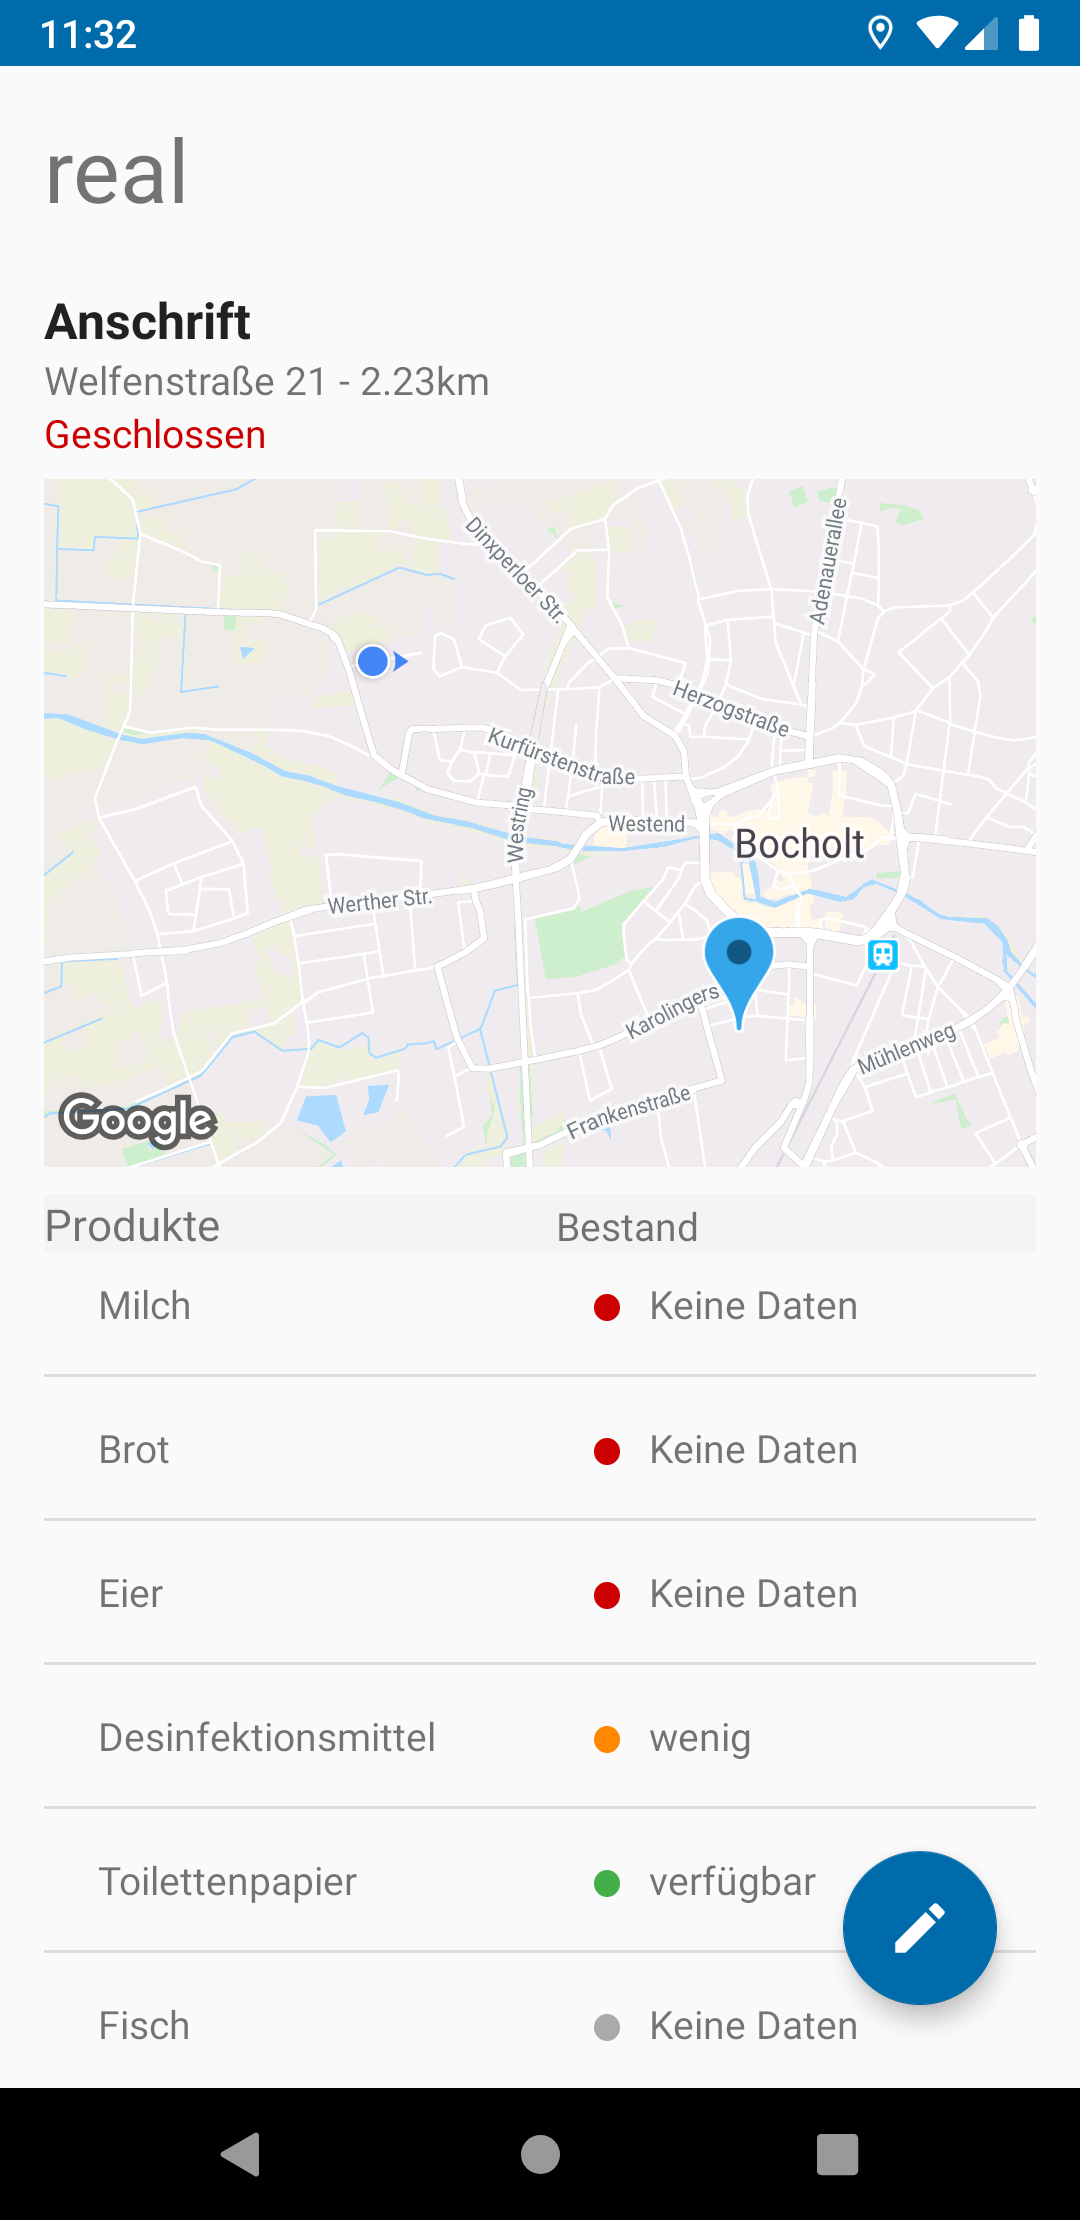 11:32
real
Anschrift
Welfenstraße 21 - 2.23km
Geschlossen
Dinxperloer Str.
Adenauerallee
Herzogstraße
Kurfürstenstraße
Westring
Westend
Bocholt
Werther Str.
Karolingers
Mühlenweg
Frankenstraße
Google
Produkte Bestand
Milch Keine Daten
Brot Keine Daten
Eier Keine Daten
Desinfektionsmittel wenig
Toilettenpapier verfügbar
Fisch Keine Daten